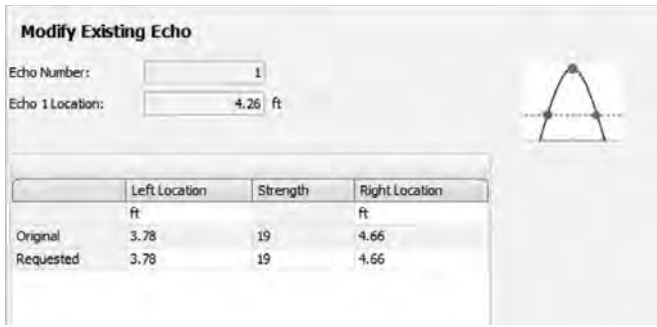 Modify Existing Echo
Echo Number: 1
Echo 1 Location: 4.26 ft
Left Location Strength Right Location
ft ft
Original 3.78 19 4.66
Requested 3.78 19 4.66